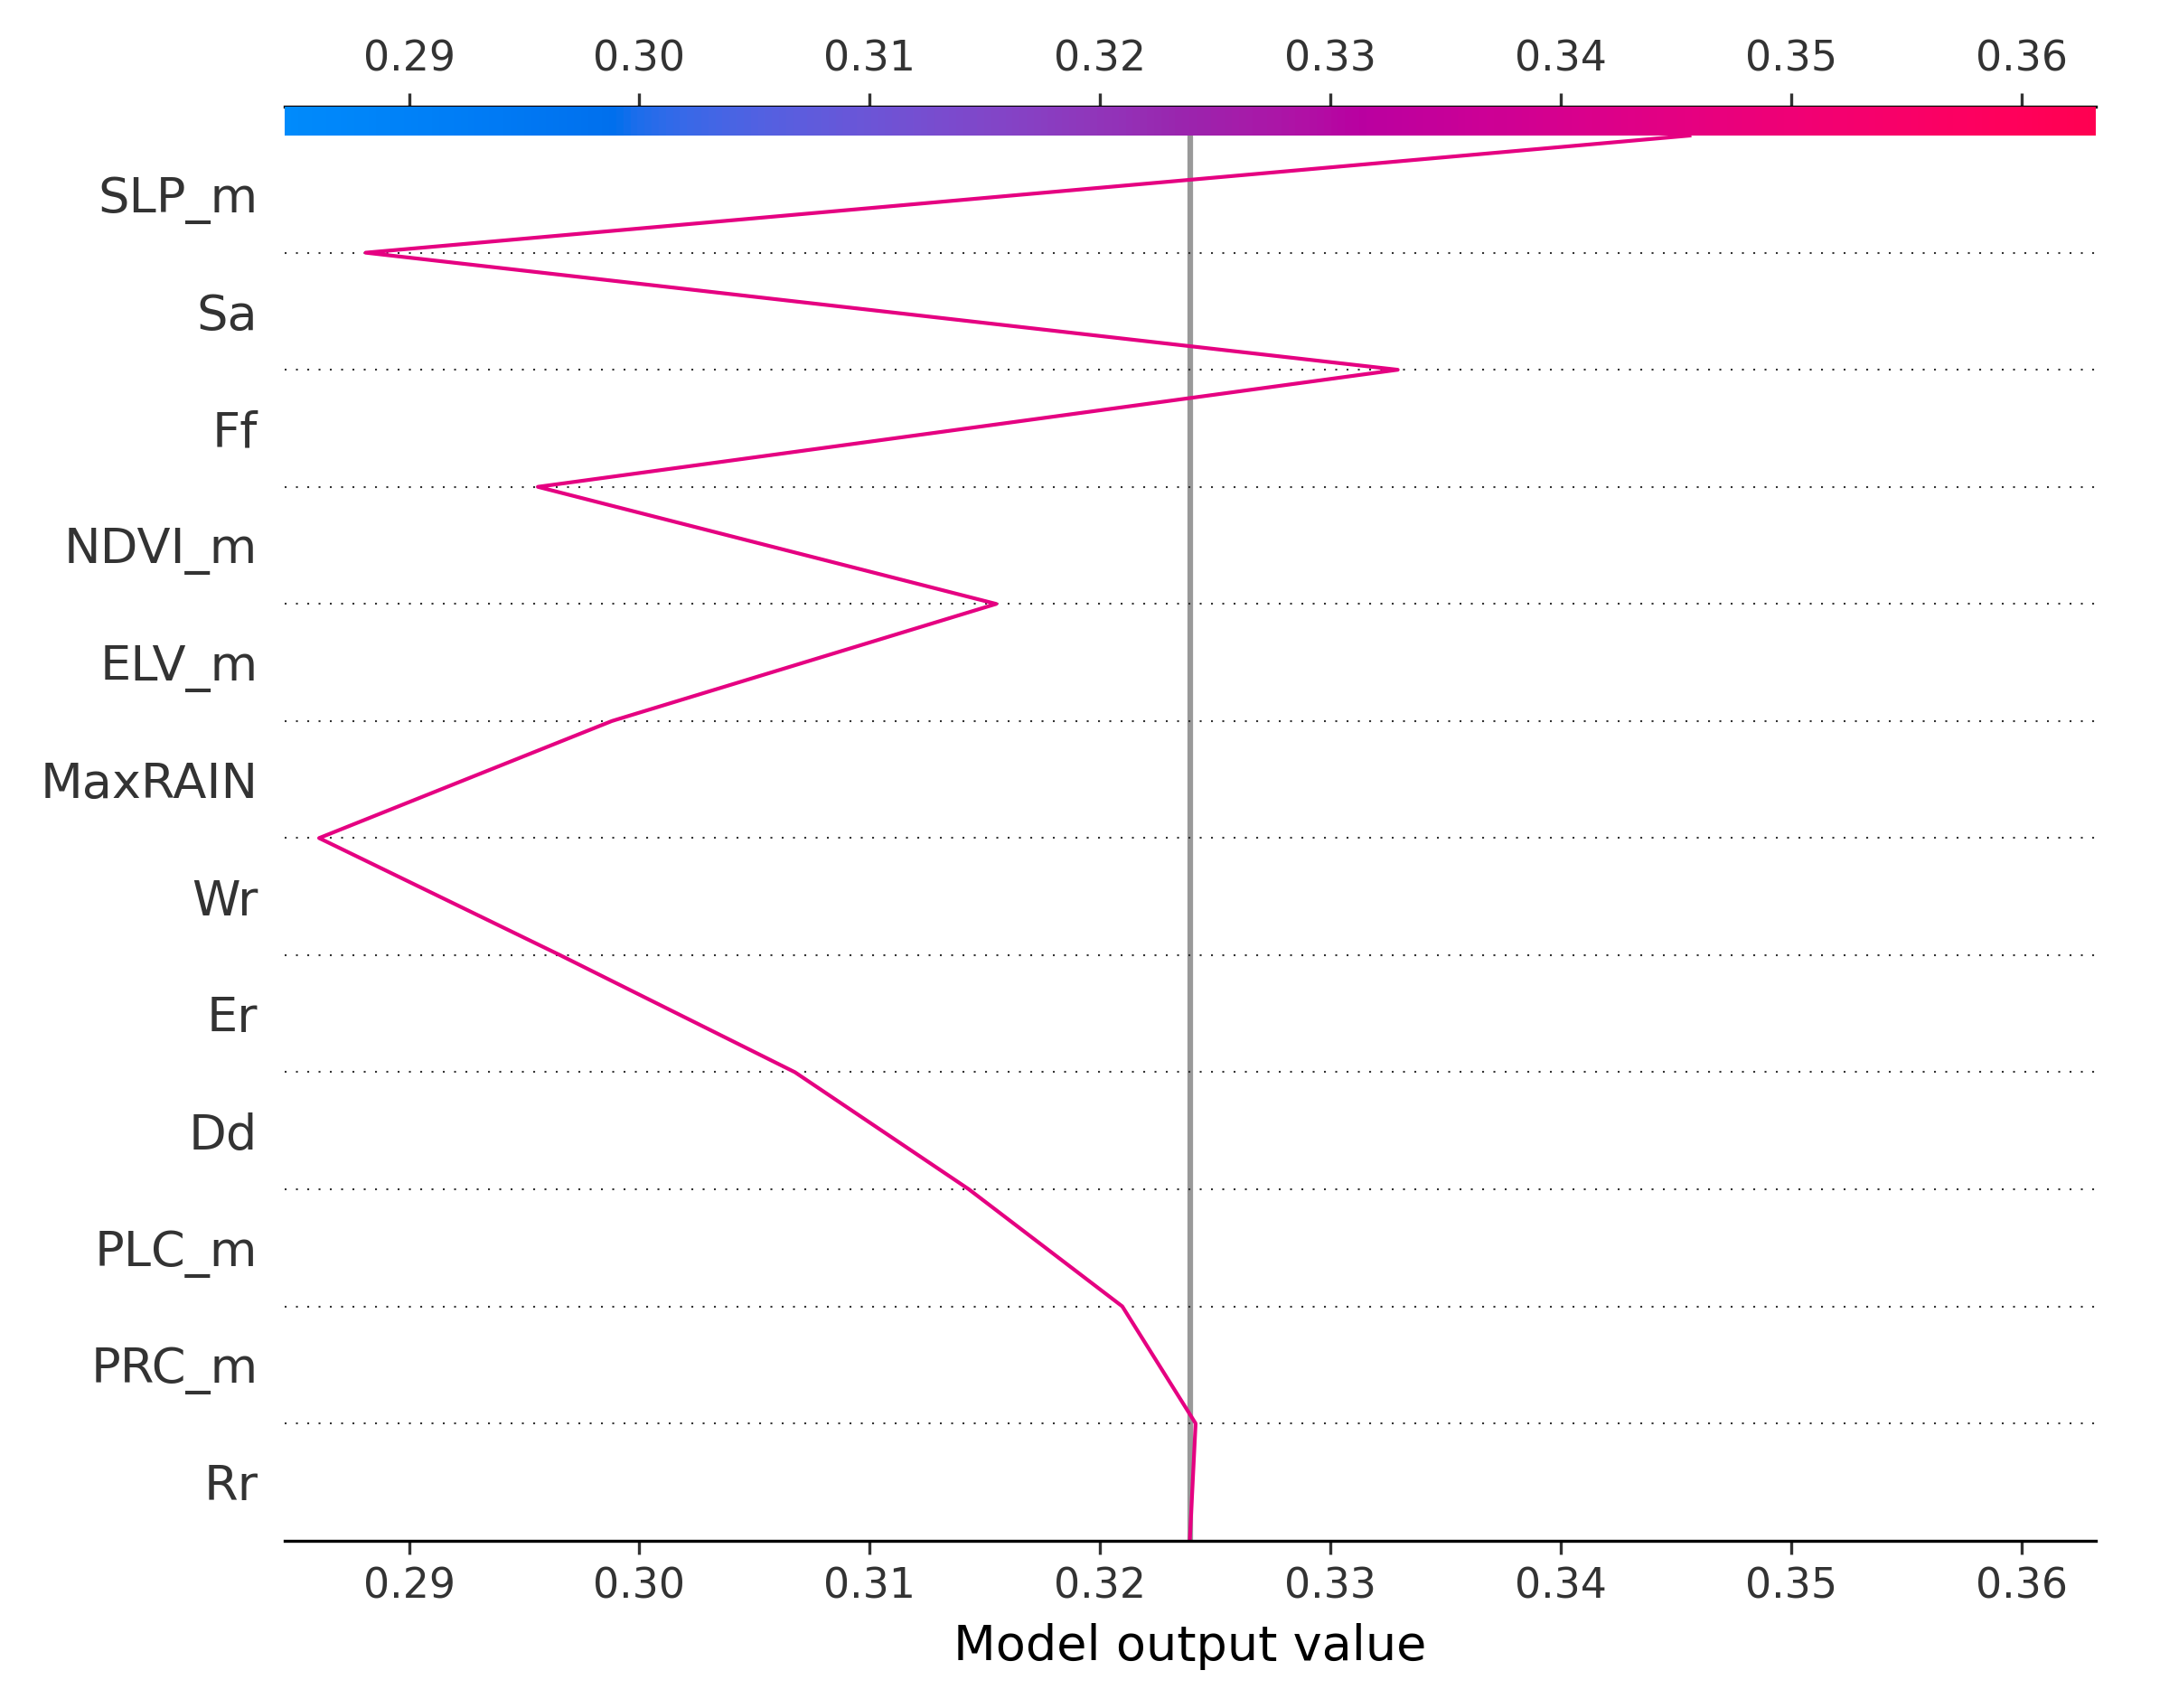 0.29 0.30 0.31 0.32 0.33 0.34 0.35 0.36
SLP_m
Sa
Ff
NDVI_m
ELV_m
MaxRAIN
Wr
Er
Dd
PLC_m
PRC_m
Rr
0.29 0.30 0.31 0.32 0.33 0.34 0.35 0.36
Model output value